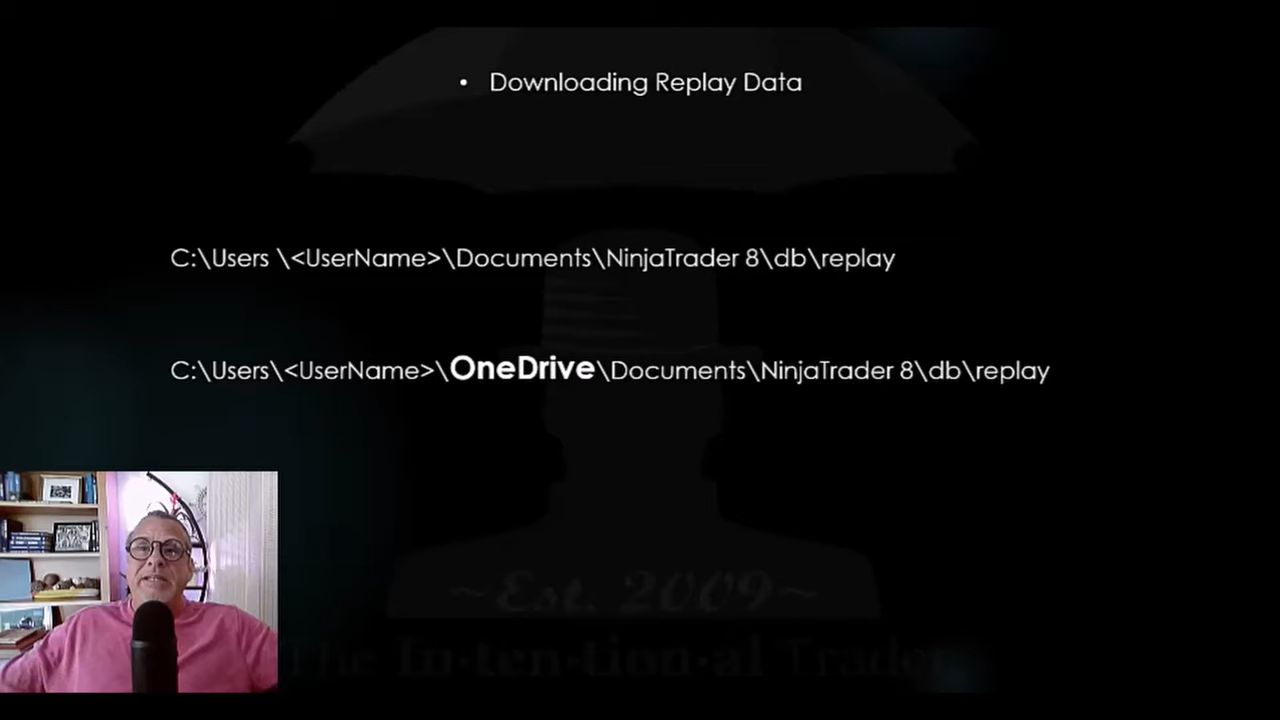 • Downloading Replay Data
C:\Users \<UserName>\Documents\NinjaTrader 8\db\replay
C:\Users\<UserName>\OneDrive\Documents\NinjaTrader 8\db\replay
~Est. 2009~
The In·ten·tion·al Trader